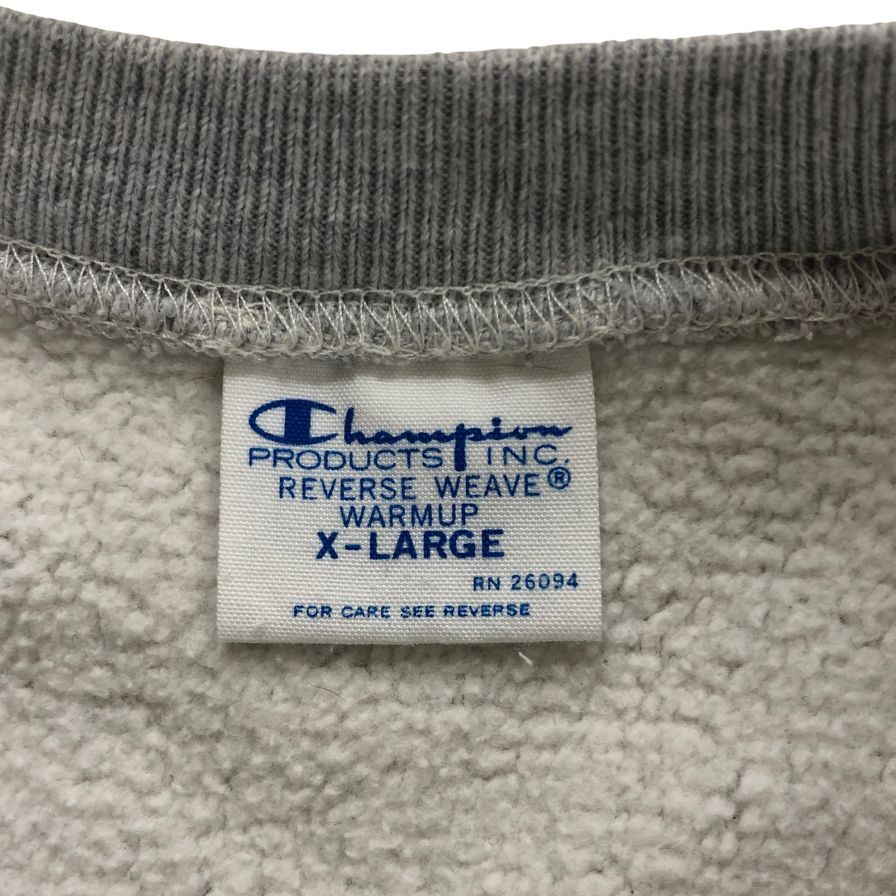 Champion
PRODUCTS INC.
REVERSE WEAVE®
WARMUP
X-LARGE
RN 26094
FOR CARE SEE REVERSE